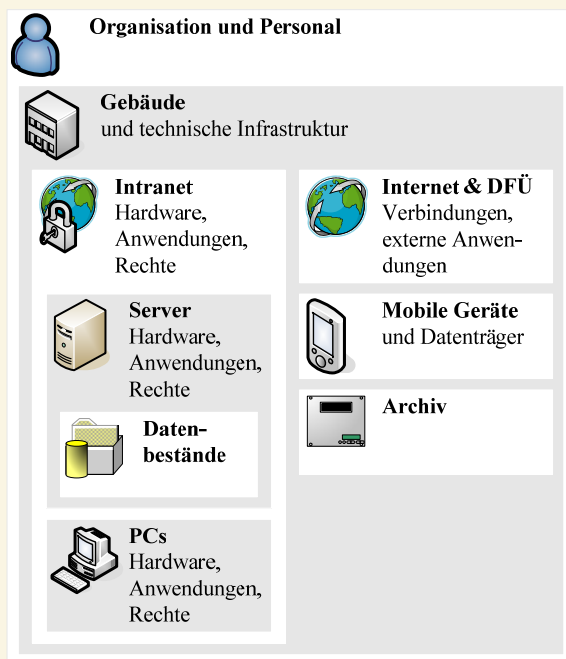 Organisation und Personal
Gebäude
und technische Infrastruktur
Intranet
Hardware,
Anwendungen,
Rechte
Server
Hardware,
Anwendungen,
Rechte
Daten-
bestände
PCs
Hardware,
Anwendungen,
Rechte
Internet & DFÜ
Verbindungen,
externe Anwen-
dungen
Mobile Geräte
und Datenträger
Archiv